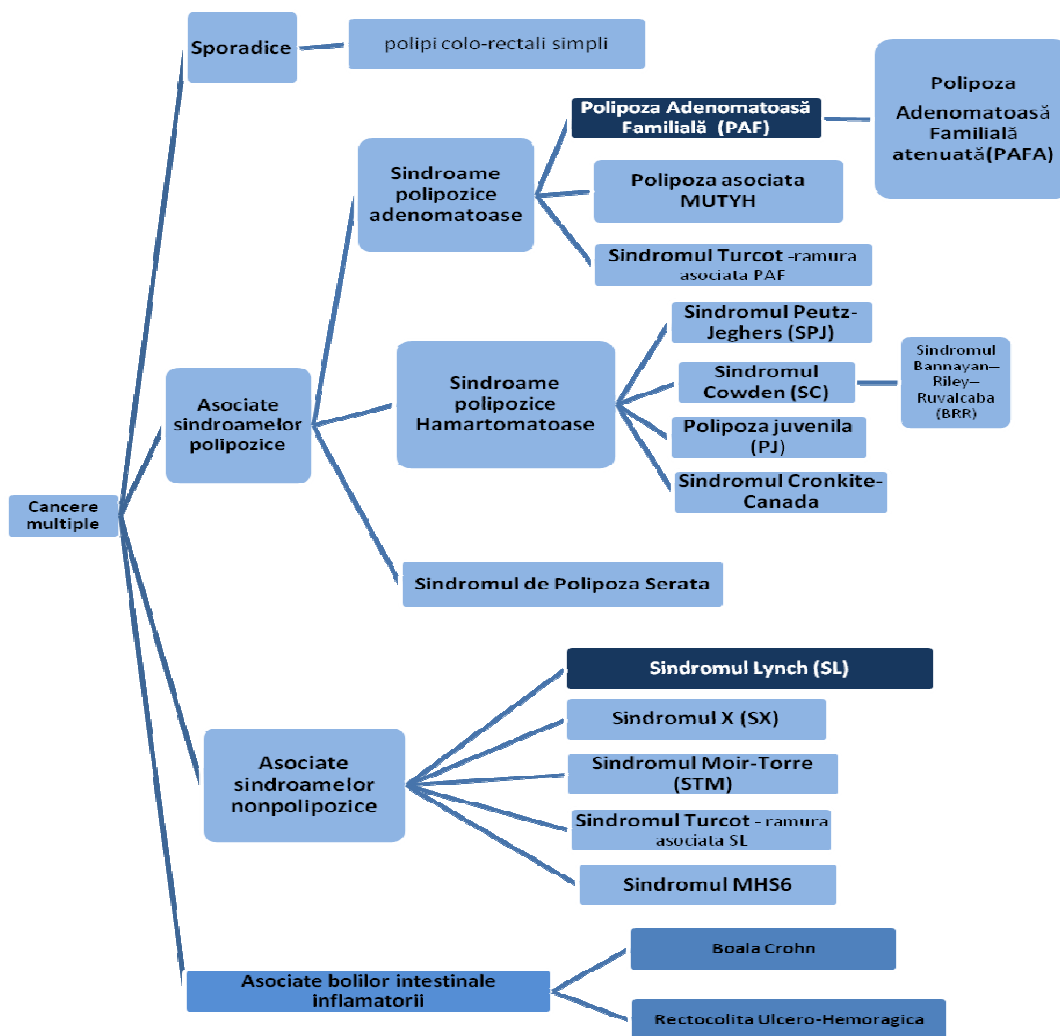 Sporadice
polipi colo-rectali simpli
Polipoza Adenomatoasă
Familială (PAF)
Polipoza
Adenomatoasă
Familială
atenuată(PAFA)
Sindroame
polipozice
adenomatoase
Polipoza asociata
MUTYH
Sindromul Turcot -ramura
asociata PAF
Sindromul Peutz-
Jeghers (SPJ)
Sindroame
polipozice
Hamartomatoase
Sindromul
Cowden (SC)
Sindromul
Bannayan–
Riley–
Ruvalcaba
(BRR)
Asociate
sindroamelor
polipozice
Polipoza juvenila
(PJ)
Sindromul Cronkite-
Canada
Cancere
multiple
Sindromul de Polipoza Serata
Sindromul Lynch (SL)
Sindromul X (SX)
Asociate
sindroamelor
nonpolipozice
Sindromul Moir-Torre
(STM)
Sindromul Turcot - ramura
asociata SL
Sindromul MHS6
Asociate bolilor intestinale
inflamatorii
Boala Crohn
Rectocolita Ulcero-Hemoragica